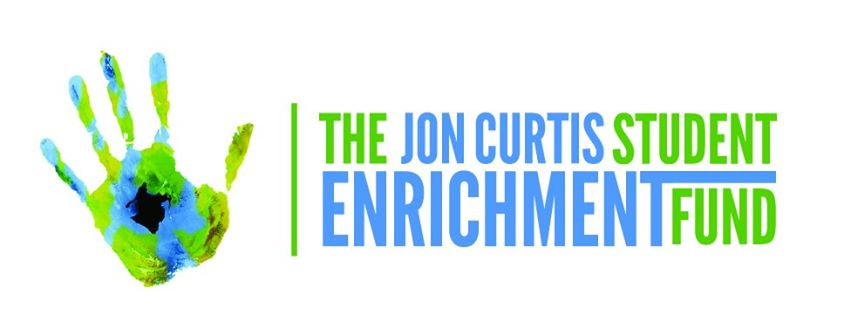 THE JON CURTIS STUDENT
ENRICHMENT FUND